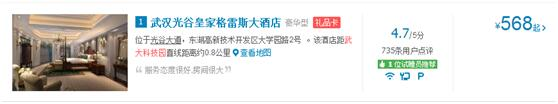 1 武汉光谷皇家格雷斯大酒店 豪华型 礼品卡
位于光谷大道，东湖高新技术开发区大学园路2号 。该酒店距武
大科技园直线距离约0.8公里 查看地图
“ 服务态度很好,房间很大 ”
4.7/5分
735条用户点评
1 位试睡员推荐
P
¥568起>